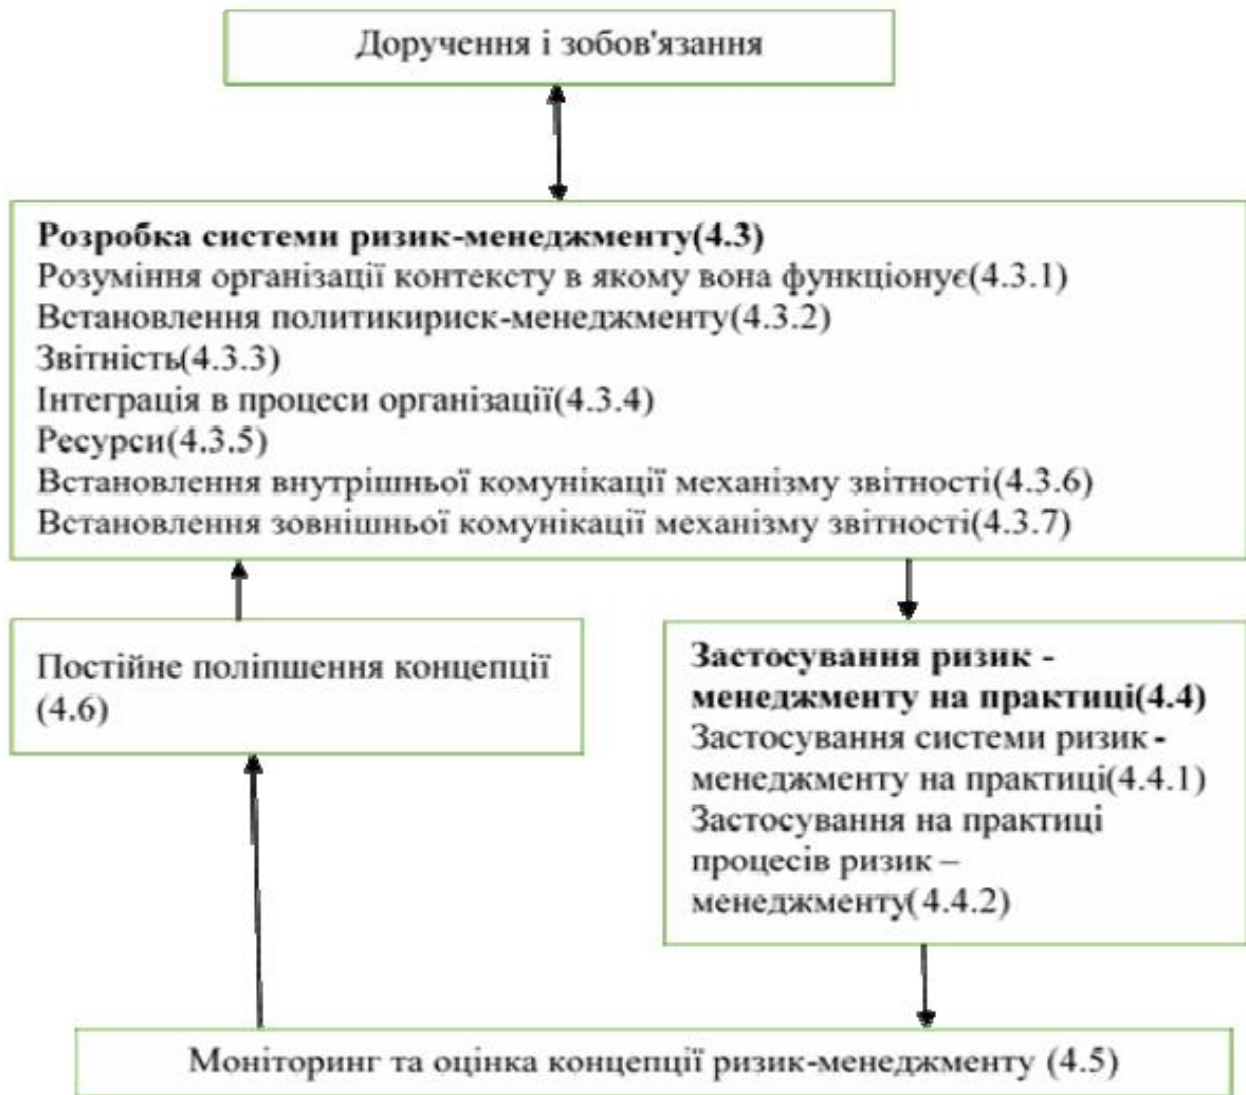 Доручення і зобов'язання
Розробка системи ризик-менеджменту(4.3)
Розуміння організації контексту в якому вона функціонує(4.3.1)
Встановлення политикириск-менеджменту(4.3.2)
Звітність(4.3.3)
Інтеграція в процеси організації(4.3.4)
Ресурси(4.3.5)
Встановлення внутрішньої комунікації механізму звітності(4.3.6)
Встановлення зовнішньої комунікації механізму звітності(4.3.7)
Постійне поліпшення концепції
(4.6)
Застосування ризик -
менеджменту на практиці(4.4)
Застосування системи ризик -
менеджменту на практиці(4.4.1)
Застосування на практиці
процесів ризик –
менеджменту(4.4.2)
Моніторинг та оцінка концепції ризик-менеджменту (4.5)